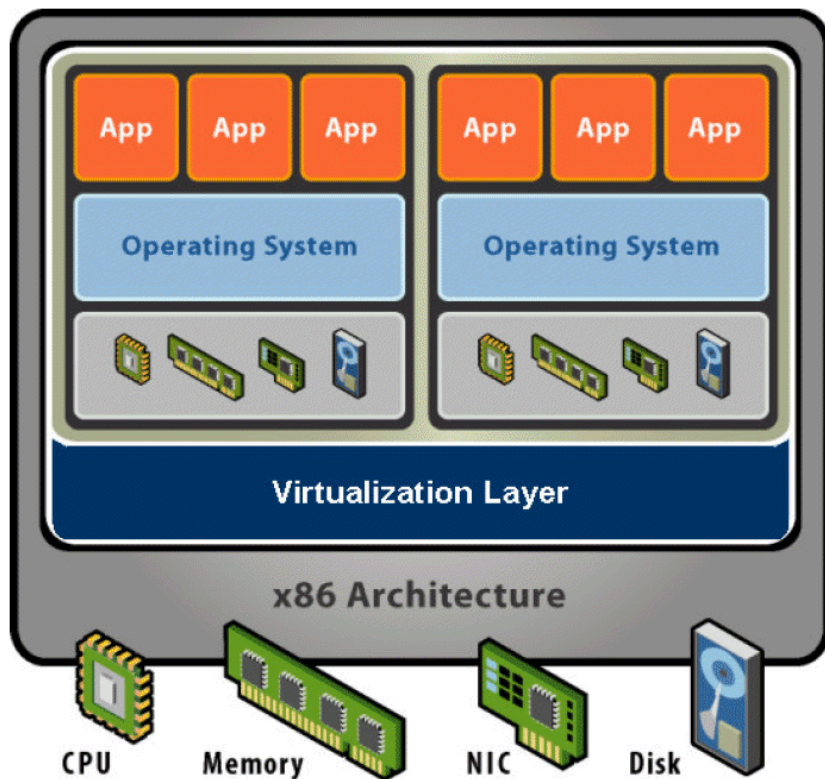 App App App App App App
Operating System Operating System
Virtualization Layer
x86 Architecture
CPU Memory NIC Disk